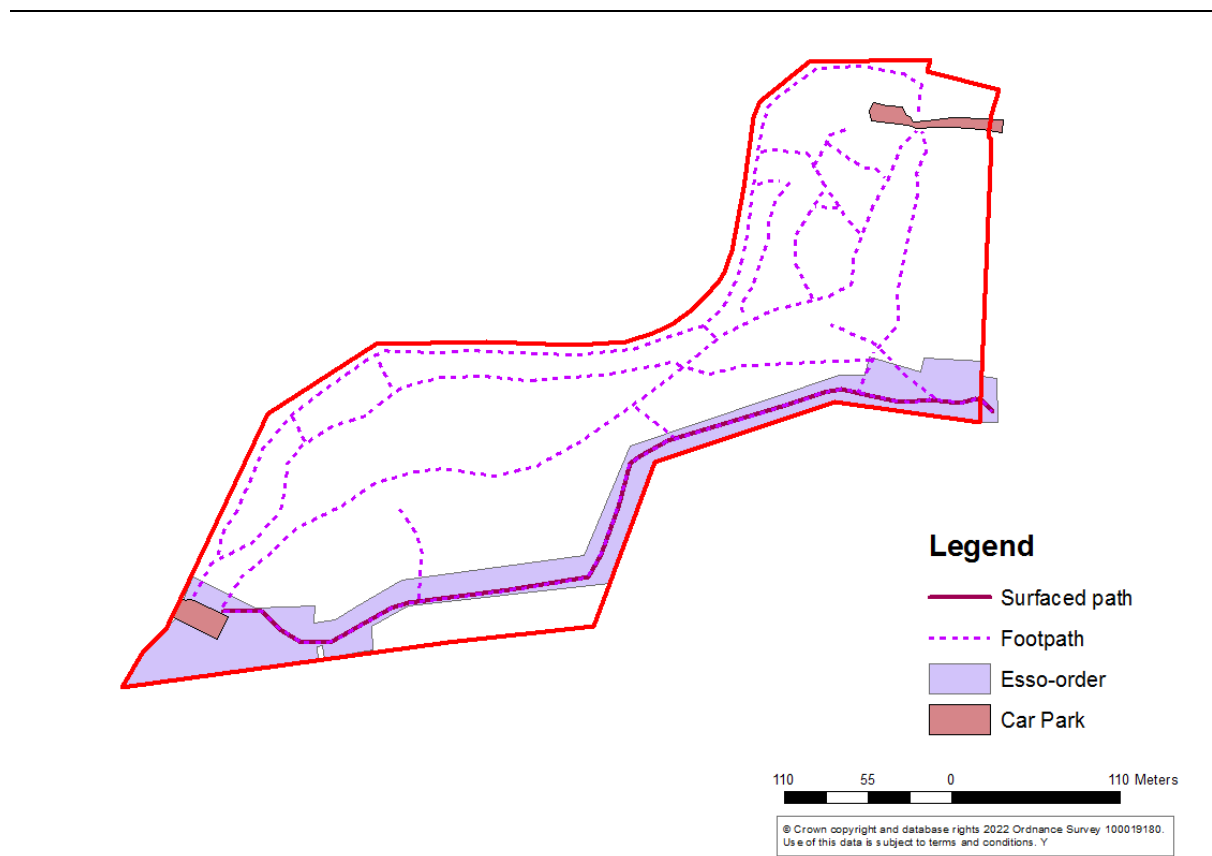 Legend
Surfaced path
Footpath
Esso-order
Car Park
110 55 0 110 Meters
© Crown copyright and database rights 2022 Ordnance Survey 100019180.
Use of this data is subject to terms and conditions. Y